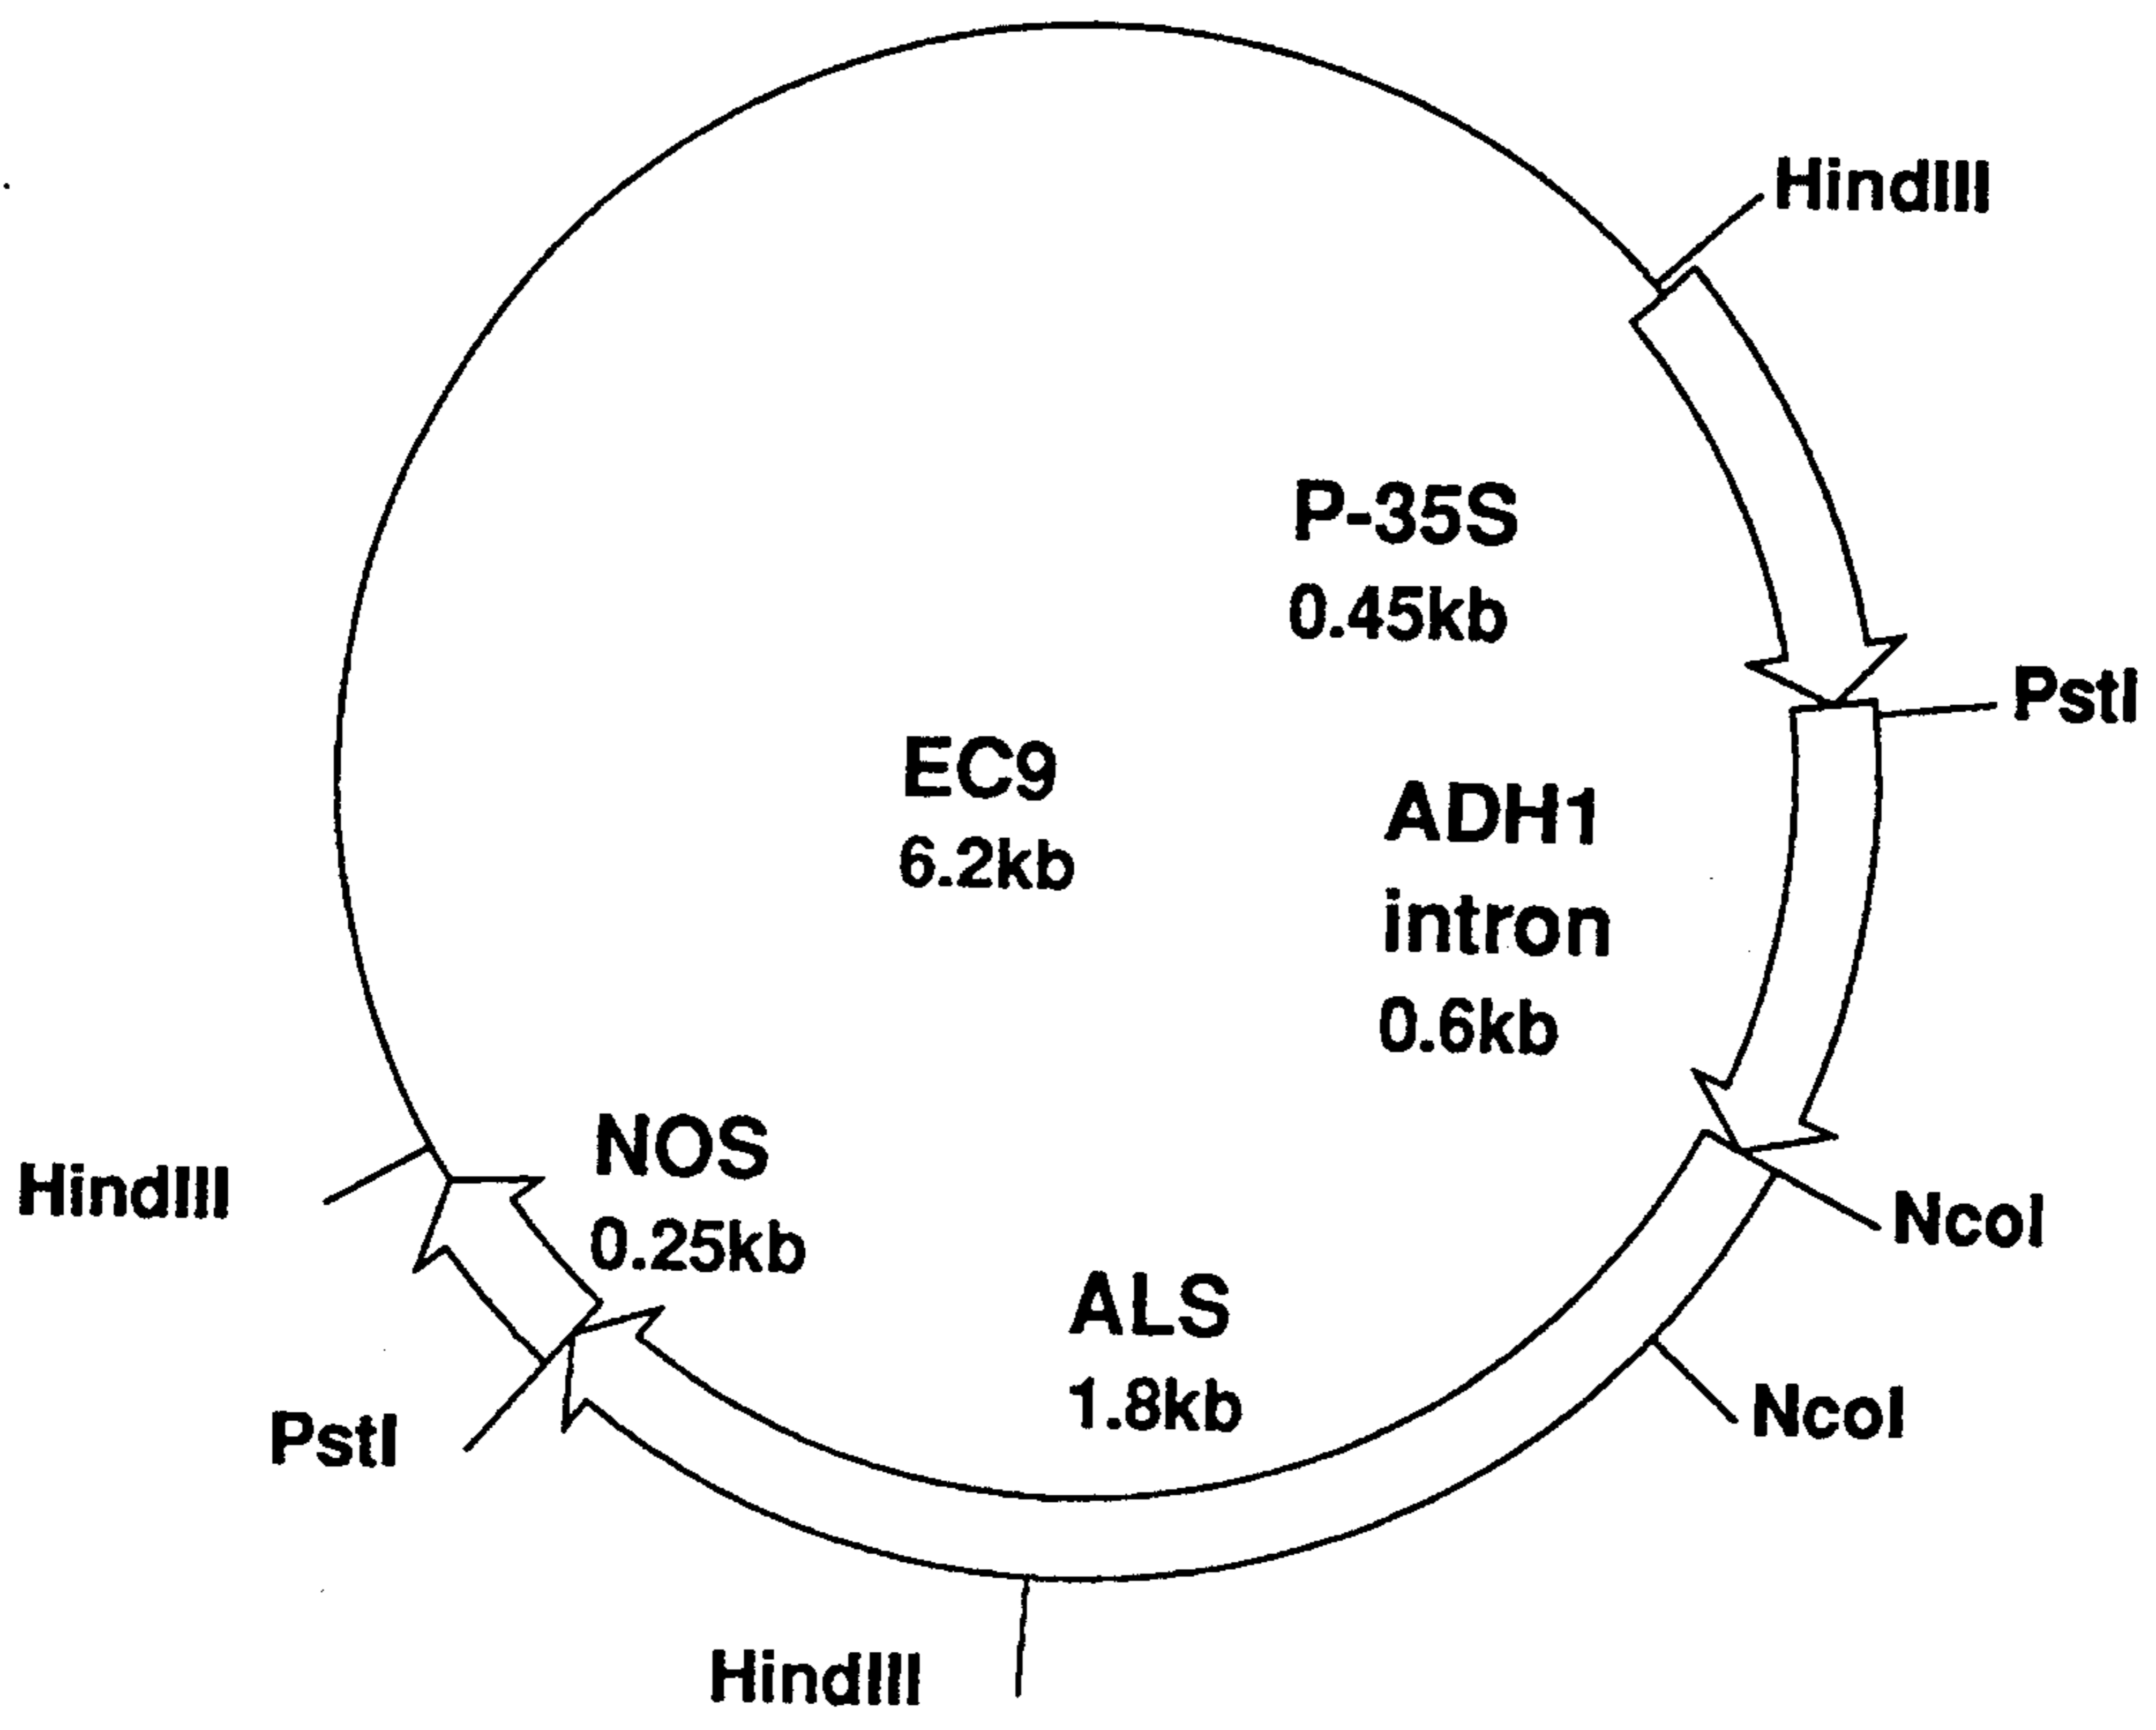 HindIII
P-35S
0.45kb
PstI
EC9
6.2kb
ADH1
intron
0.6kb
NOS
0.25kb
HindIII
NcoI
ALS
1.8kb
NcoI
PstI
HindIII